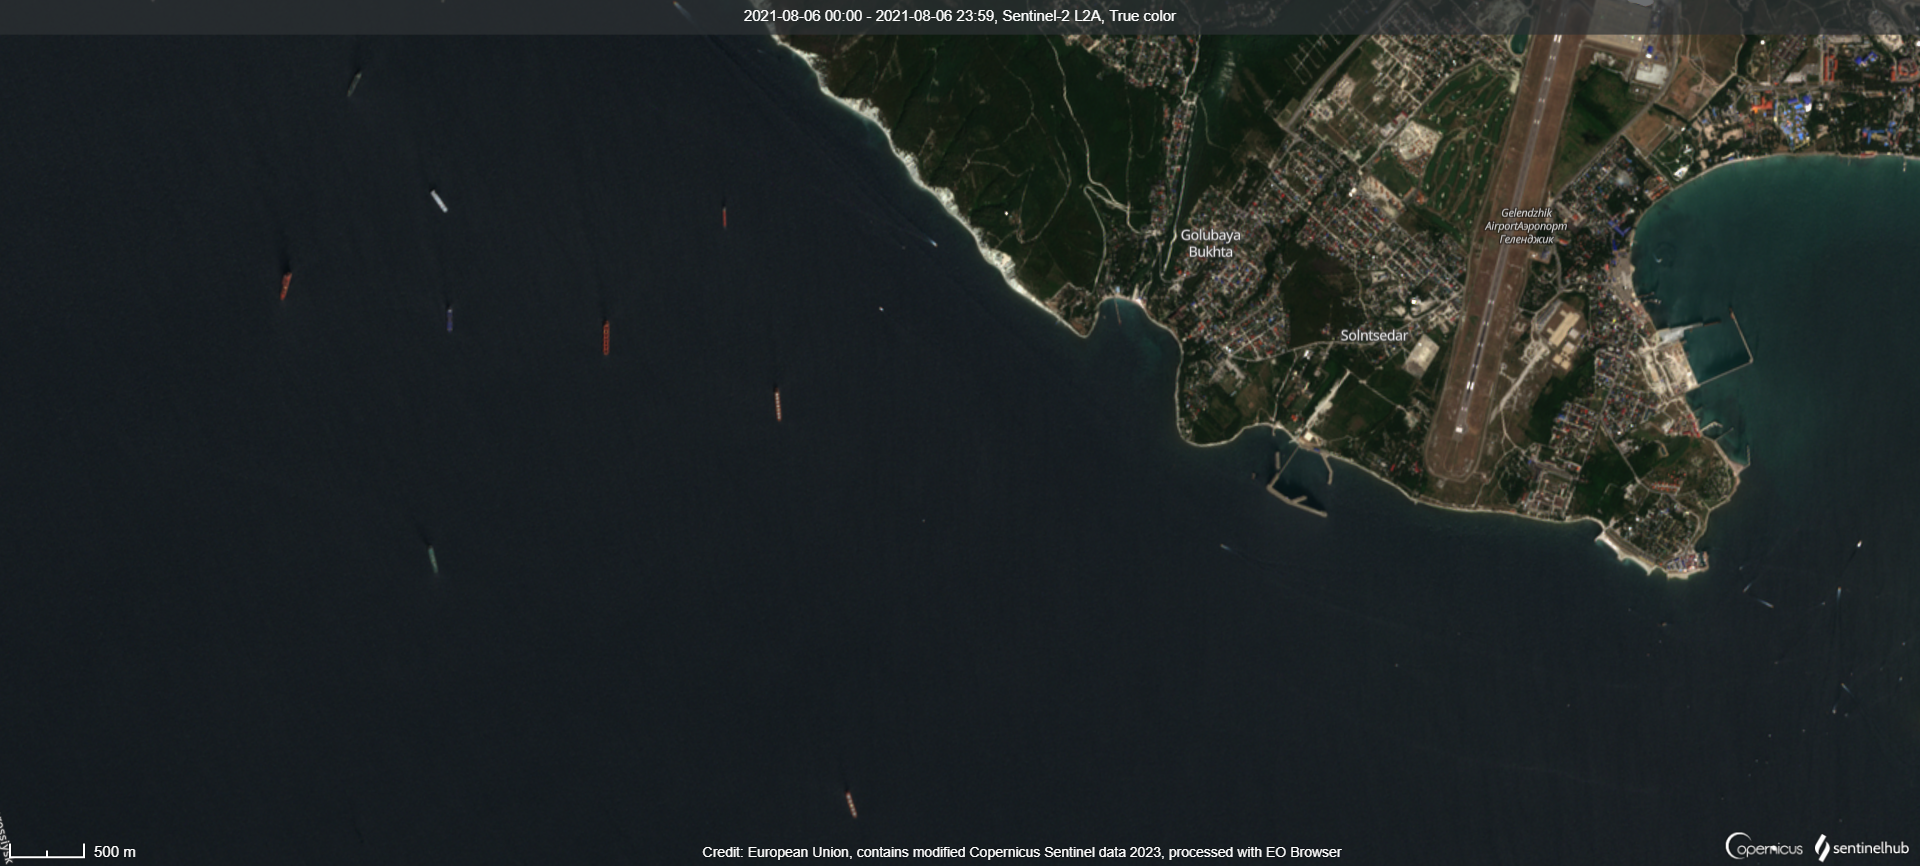 2021-08-06 00:00 - 2021-08-06 23:59, Sentinel-2 L2A, True color
Gelendzhik
AirportАэропорт
Геленджик
Golubaya
Bukhta
Solntsedar
500 m
Credit: European Union, contains modified Copernicus Sentinel data 2023, processed with EO Browser
Copernicus
sentinelhub